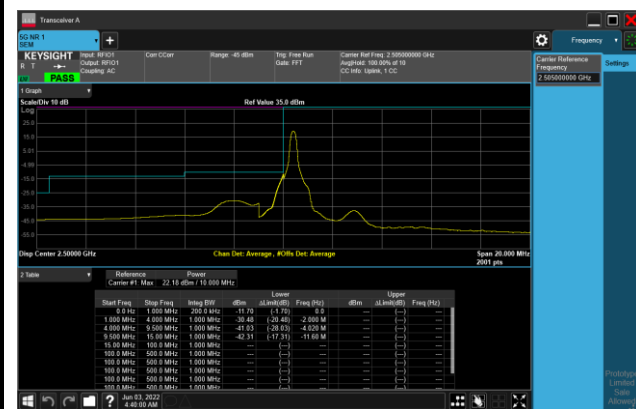 Transceiver A
5G NR 1
SEM
Frequency
KEYSIGHT
Input: RFIO1
Output: RFIO1
Coupling: AC
Corr CCorr
Range: -45 dBm
Trig: Free Run
Gate: FFT
Carrier Ref Freq: 2.505000000 GHz
Avg|Hold: 100.00% of 10
CC Info: Uplink, 1 CC
R T
PASS
Carrier Reference
Frequency
2.505000000 GHz
Settings
1 Graph
Scale/Div 10 dB
Ref Value 35.0 dBm
Log
25.0
15.0
5.01
-4.99
-15.0
-25.0
-35.0
-45.0
-55.0
Disp Center 2.50000 GHz
Chan Det: Average , #Offs Det: Average
Span 20.000 MHz
2001 pts
2 Table
Reference Power
Carrier #1 Max 22.18 dBm / 10.000 MHz
Lower Upper
Start Freq Stop Freq Integ BW dBm ΔLimit(dB) Freq (Hz) dBm ΔLimit(dB) Freq (Hz)
0.0 Hz 1.000 MHz 200.0 kHz -11.70 (-1.70) 0.0 --- (---) ---
1.000 MHz 4.000 MHz 1.000 MHz -30.48 (-20.48) -2.000 M --- (---) ---
4.000 MHz 9.500 MHz 1.000 MHz -41.03 (-28.03) -4.020 M --- (---) ---
9.500 MHz 15.00 MHz 1.000 MHz -42.31 (-17.31) -11.60 M --- (---) ---
15.00 MHz 100.0 MHz 1.000 MHz --- (---) --- --- (---) ---
100.0 MHz 500.0 MHz 1.000 MHz --- (---) --- --- (---) ---
100.0 MHz 500.0 MHz 1.000 MHz --- (---) --- --- (---) ---
100.0 MHz 500.0 MHz 1.000 MHz --- (---) --- --- (---) ---
100.0 MHz 500.0 MHz 1.000 MHz --- (---) --- --- (---) ---
Prototype
Limited
Sale
Allowed
?
Jun 03, 2022
4:40:00 AM